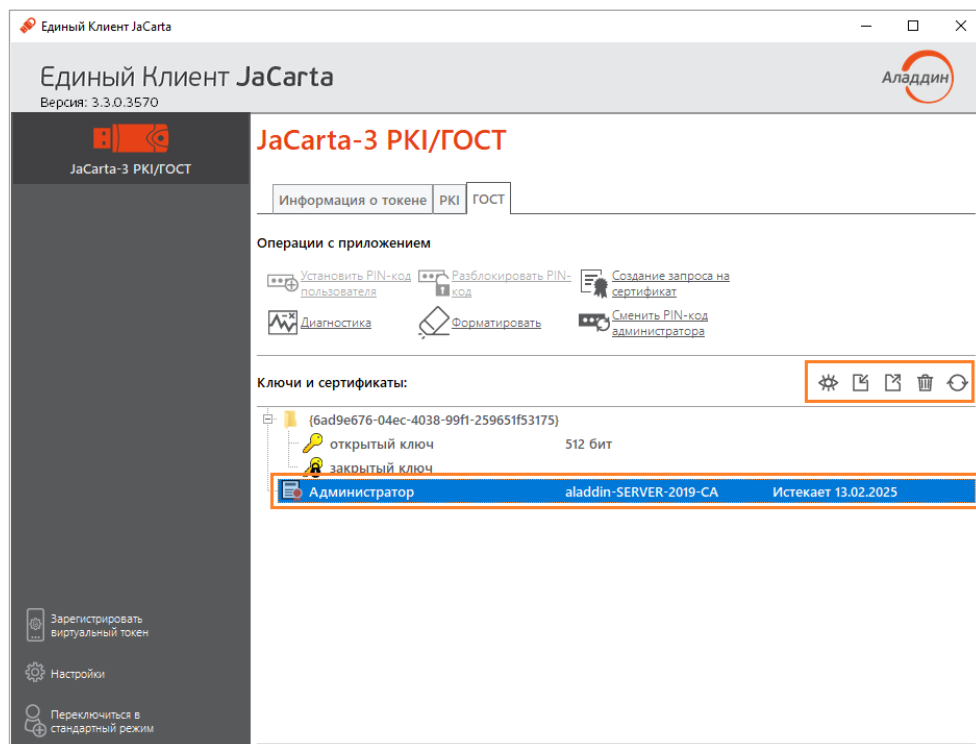 Единый Клиент JaCarta
Единый Клиент JaCarta
Версия: 3.3.0.3570
Аладдин
JaCarta-3 PKI/ГОСТ
JaCarta-3 PKI/ГОСТ
Информация о токене PKI ГОСТ
Операции с приложением
Установить PIN-код
пользователя
Разблокировать PIN-
код
Создание запроса на
сертификат
Диагностика
Форматировать
Сменить PIN-код
администратора
Ключи и сертификаты:
{6ad9e676-04ec-4038-99f1-259651f53175}
открытый ключ 512 бит
закрытый ключ
Администратор aladdin-SERVER-2019-CA Истекает 13.02.2025
Зарегистрировать
виртуальный токен
Настройки
Переключиться в
стандартный режим